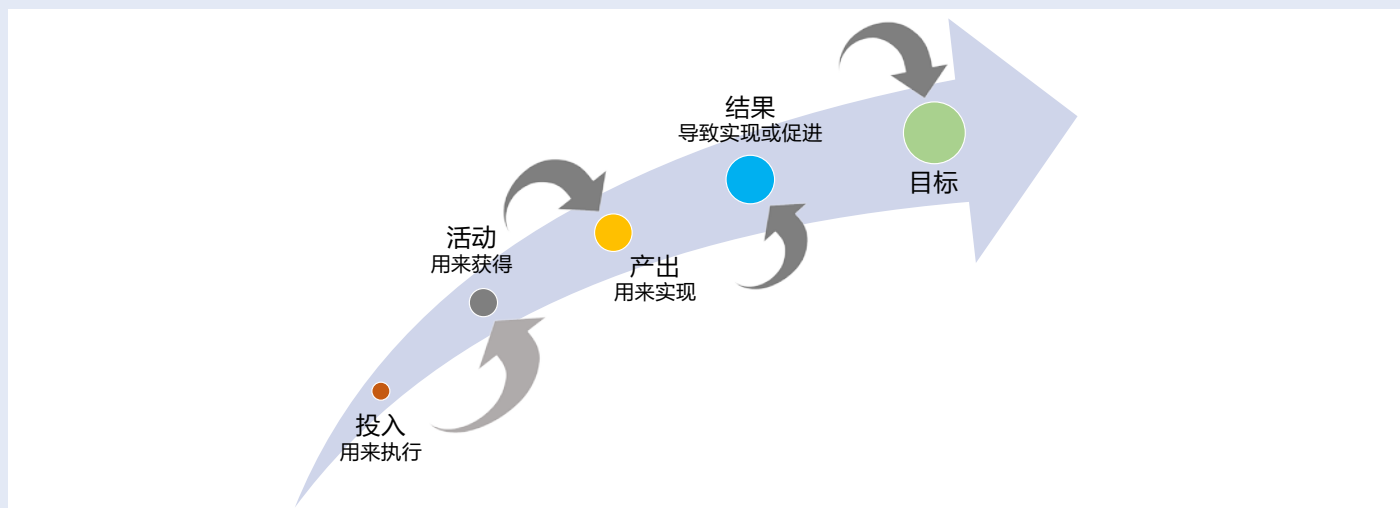 投入
用来执行
活动
用来获得
产出
用来实现
结果
导致实现或促进
目标